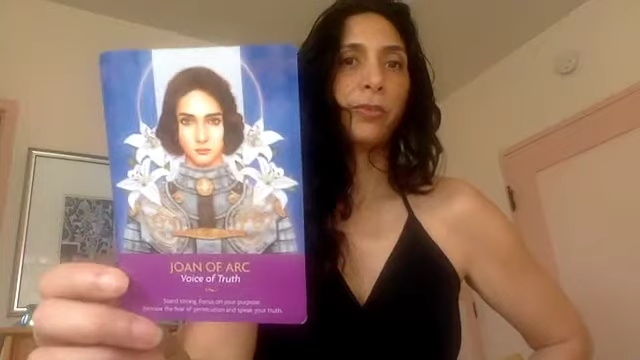 JOAN OF ARC
Voice of Truth
Stand strong. Focus on your purpose.
Remove the fear of persecution and speak your truth.